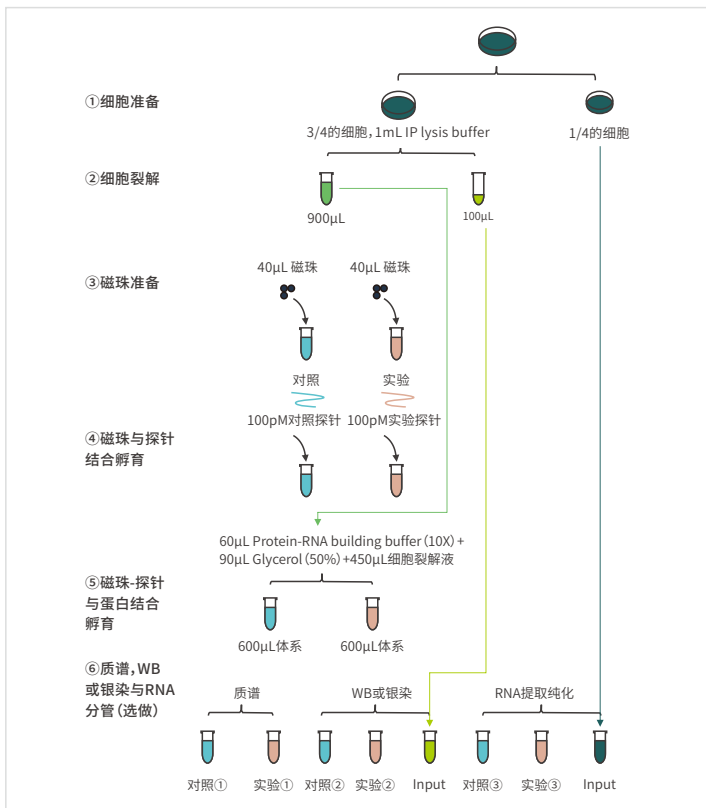 ①细胞准备
3/4的细胞，1mL IP lysis buffer
1/4的细胞
②细胞裂解
900μL
100μL
40μL 磁珠
40μL 磁珠
③磁珠准备
对照
实验
100pM对照探针
100pM实验探针
④磁珠与探针
结合孵育
60μL Protein-RNA building buffer（10X）+
90μL Glycerol（50%）+450μL细胞裂解液
⑤磁珠-探针
与蛋白结合
孵育
600μL体系
600μL体系
⑥质谱，WB
或银染与RNA
分管（选做）
质谱
WB或银染
RNA提取纯化
对照①
实验①
对照②
实验②
Input
对照③
实验③
Input